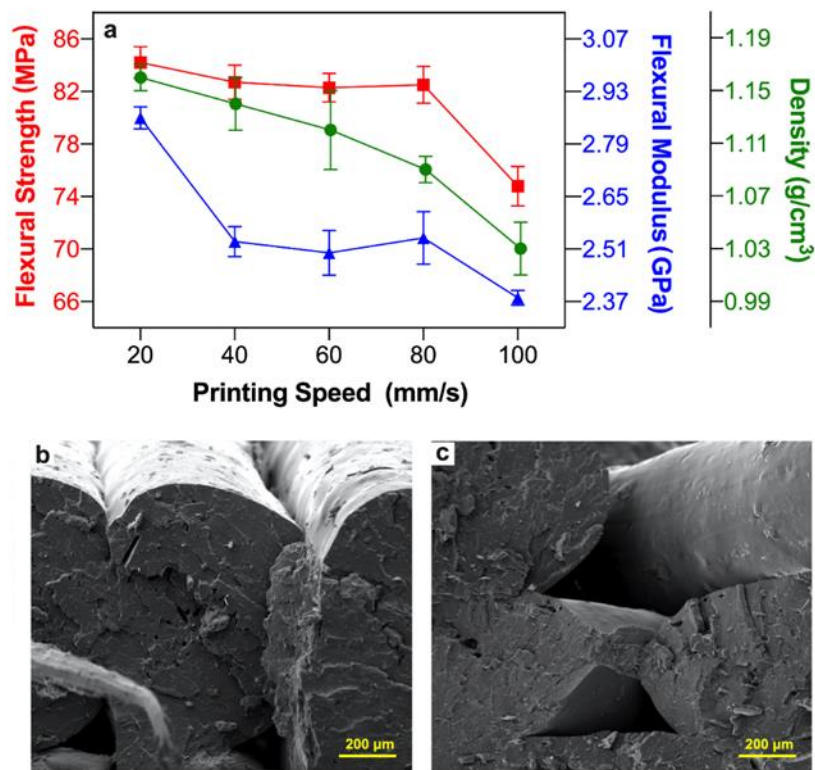 a
Flexural Strength (MPa)
86
82
78
74
70
66
20 40 60 80 100
Printing Speed (mm/s)
3.07
2.93
2.79
2.65
2.51
2.37
Flexural Modulus (GPa)
1.19
1.15
1.11
1.07
1.03
0.99
Density (g/cm³)
b
200 µm
c
200 µm